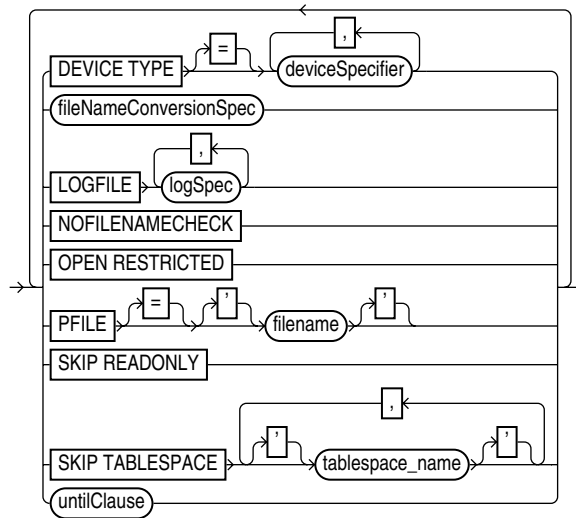 =
,
DEVICE TYPE
deviceSpecifier
fileNameConversionSpec
,
LOGFILE
logSpec
NOFILENAMECHECK
OPEN RESTRICTED
=
'
'
PFILE
filename
SKIP READONLY
,
'
'
SKIP TABLESPACE
tablespace_name
untilClause